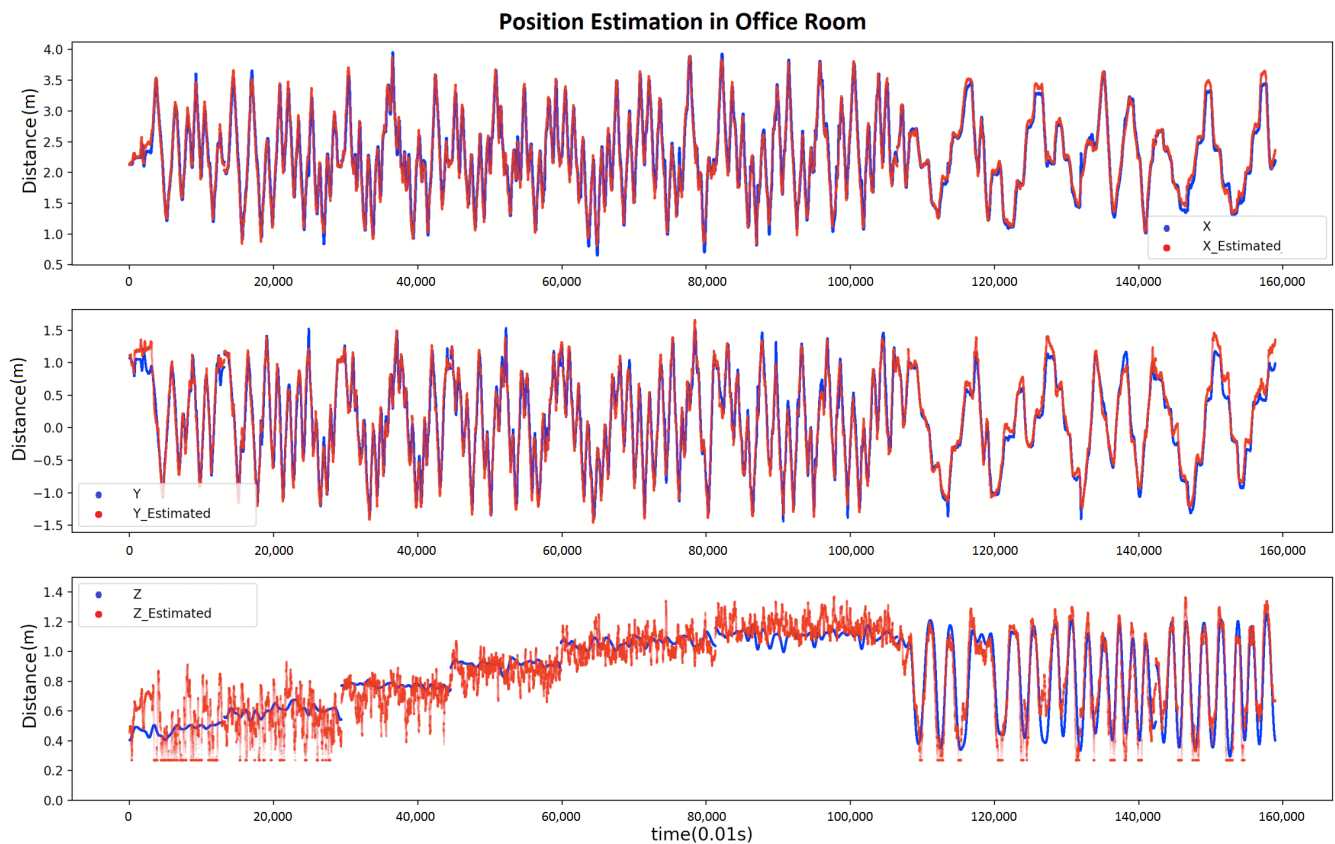 Position Estimation in Office Room
Distance (m)
4.0
3.5
3.0
2.5
2.0
1.5
1.0
0.5
X
X_Estimated
0 20,000 40,000 60,000 80,000 100,000 120,000 140,000 160,000
Distance(m)
1.5
1.0
0.5
0.0
−0.5
−1.0
−1.5
Y
Y_Estimated
0 20,000 40,000 60,000 80,000 100,000 120,000 140,000 160,000
Distance (m)
1.4
1.2
1.0
0.8
0.6
0.4
0.2
0.0
Z
Z_Estimated
0 20,000 40,000 60,000 80,000 100,000 120,000 140,000 160,000
time(0.01s)